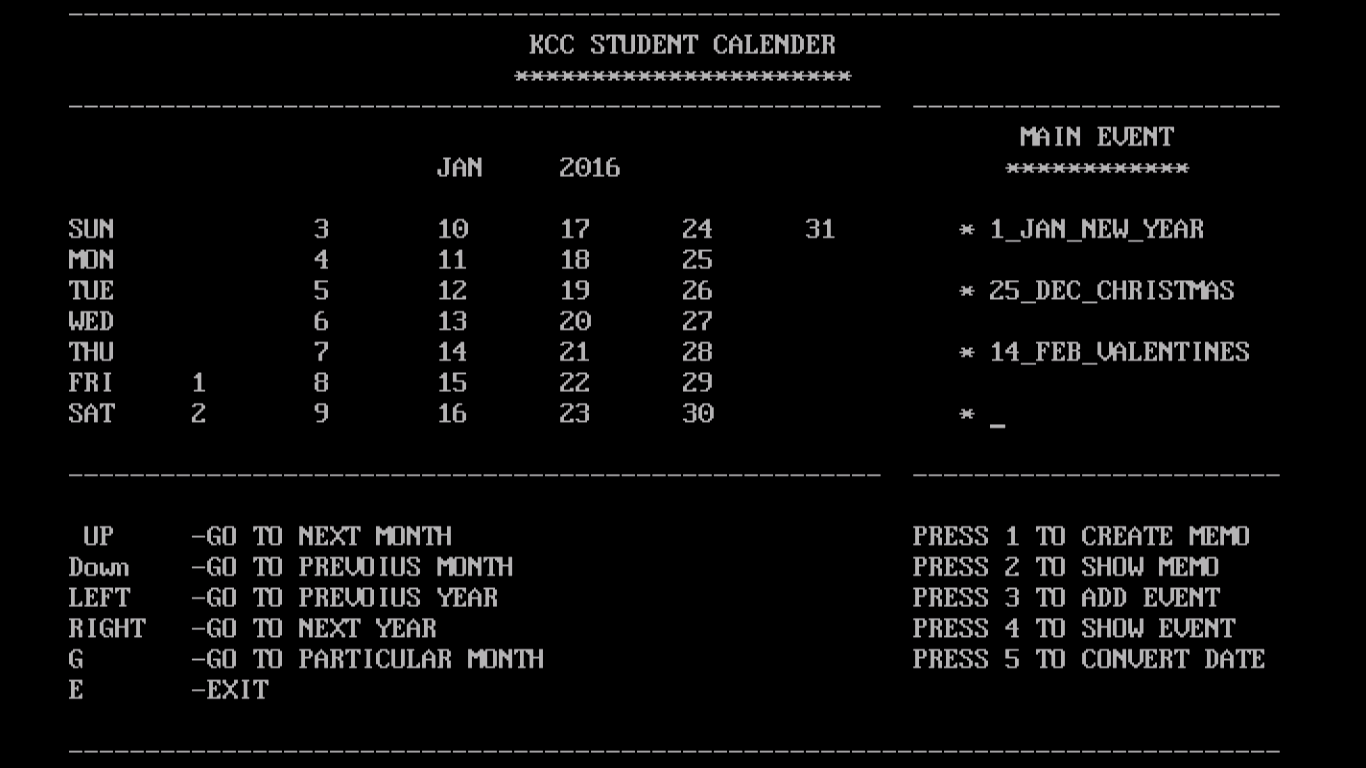 KCC STUDENT CALENDER
**********************
MAIN EVENT
************
JAN 2016
SUN 3 10 17 24 31
MON 4 11 18 25
TUE 5 12 19 26
WED 6 13 20 27
THU 7 14 21 28
FRI 1 8 15 22 29
SAT 2 9 16 23 30
* 1_JAN_NEW_YEAR
* 25_DEC_CHRISTMAS
* 14_FEB_VALENTINES
* _
UP -GO TO NEXT MONTH
Down -GO TO PREVOIUS MONTH
LEFT -GO TO PREVOIUS YEAR
RIGHT -GO TO NEXT YEAR
G -GO TO PARTICULAR MONTH
E -EXIT
PRESS 1 TO CREATE MEMO
PRESS 2 TO SHOW MEMO
PRESS 3 TO ADD EVENT
PRESS 4 TO SHOW EVENT
PRESS 5 TO CONVERT DATE